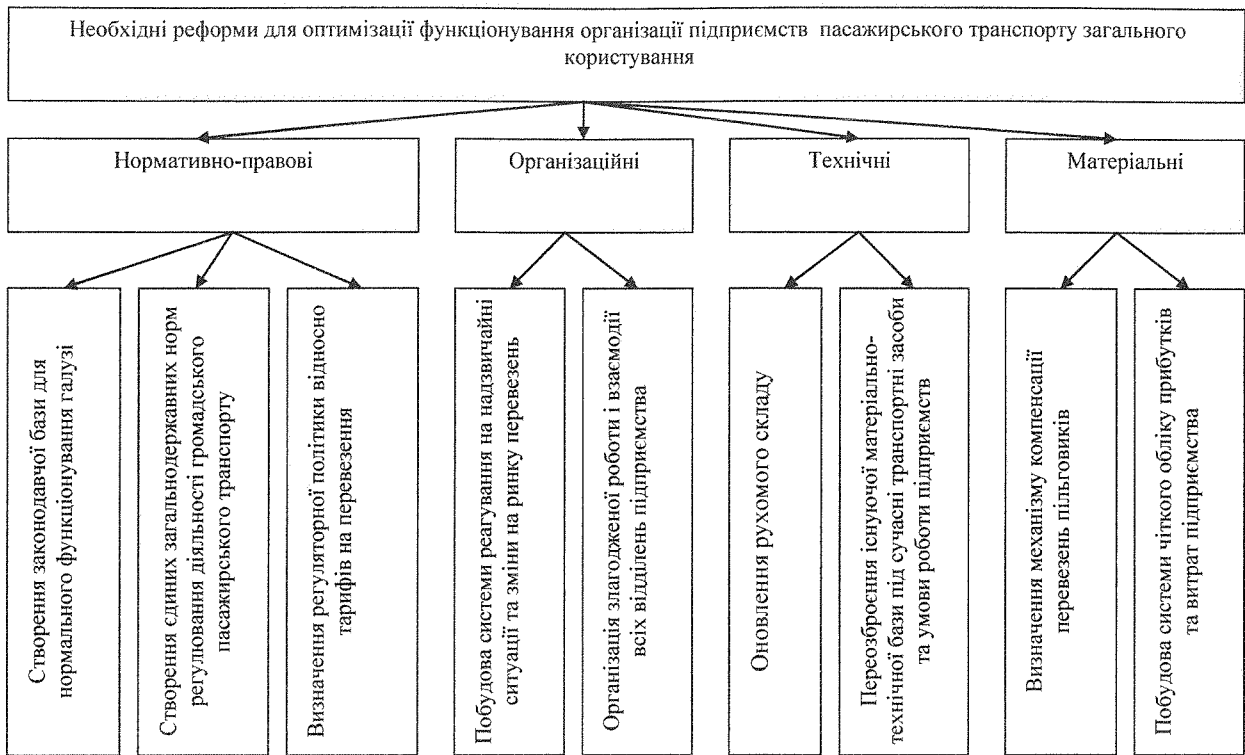 Необхідні реформи для оптимізації функціонування організації підприємств пасажирського транспорту загального
користування
Нормативно-правові
Організаційні
Технічні
Матеріальні
Створення законодавчої бази для
нормального функціонування галузі
Створення єдиних загальнодержавних норм
регулювання діяльності громадського
пасажирського транспорту
Визначення регуляторної політики відносно
тарифів на перевезення
Побудова системи реагування на надзвичайні
ситуації та зміни на ринку перевезень
Організація злагодженої роботи і взаємодії
всіх відділень підприємства
Оновлення рухомого складу
Переозброєння існуючої матеріально-
технічної бази під сучасні транспортні засоби
та умови роботи підприємств
Визначення механізму компенсації
перевезень пільговиків
Побудова системи чіткого обліку прибутків
та витрат підприємства